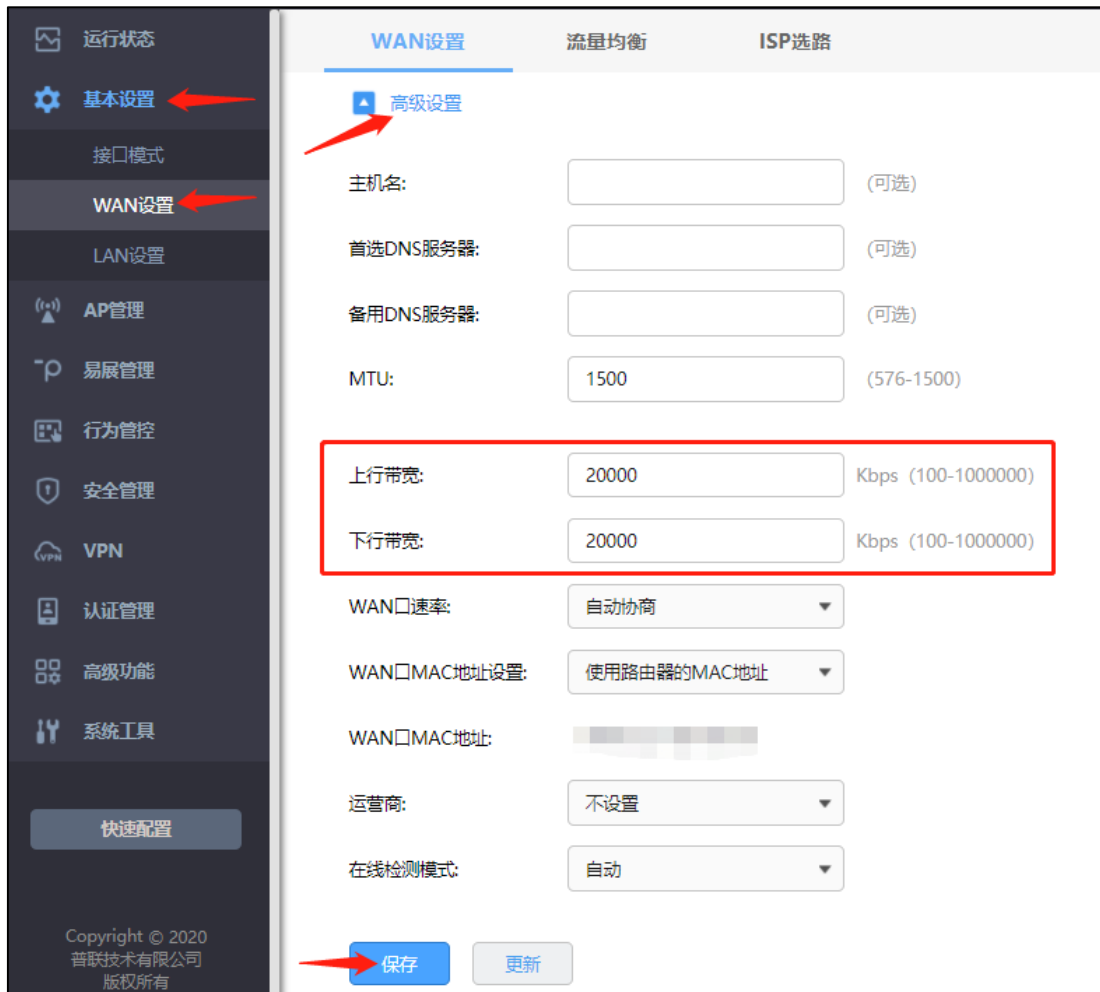 运行状态
基本设置
接口模式
WAN设置
LAN设置
AP管理
易展管理
行为管控
安全管理
VPN
VPN
认证管理
高级功能
系统工具
快速配置
Copyright © 2020
普联技术有限公司
版权所有
WAN设置 流量均衡 ISP选路
高级设置
主机名: (可选)
首选DNS服务器: (可选)
备用DNS服务器: (可选)
MTU: 1500 (576-1500)
上行带宽: 20000 Kbps (100-1000000)
下行带宽: 20000 Kbps (100-1000000)
WAN口速率: 自动协商
WAN口MAC地址设置: 使用路由器的MAC地址
WAN口MAC地址:
运营商: 不设置
在线检测模式: 自动
保存 更新